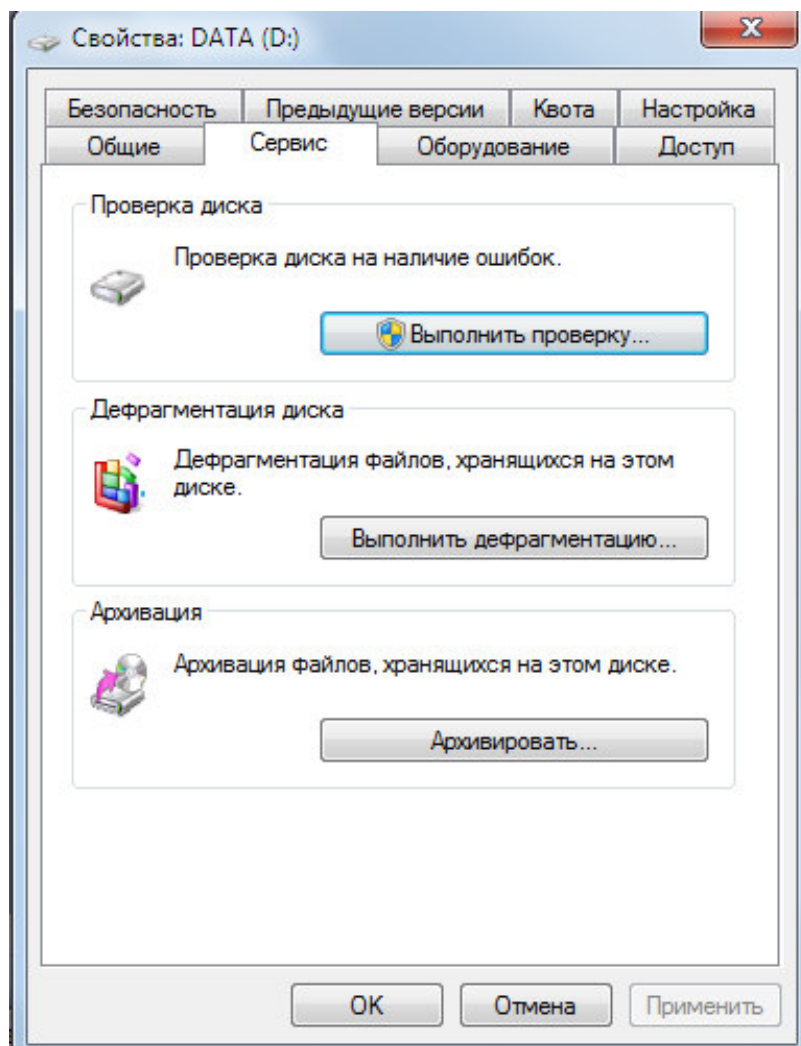 Свойства: DATA (D:)
Безопасность Предыдущие версии Квота Настройка
Общие Сервис Оборудование Доступ
Проверка диска
Проверка диска на наличие ошибок.
Выполнить проверку...
Дефрагментация диска
Дефрагментация файлов, хранящихся на этом
диске.
Выполнить дефрагментацию...
Архивация
Архивация файлов, хранящихся на этом диске.
Архивировать...
OK Отмена Применить